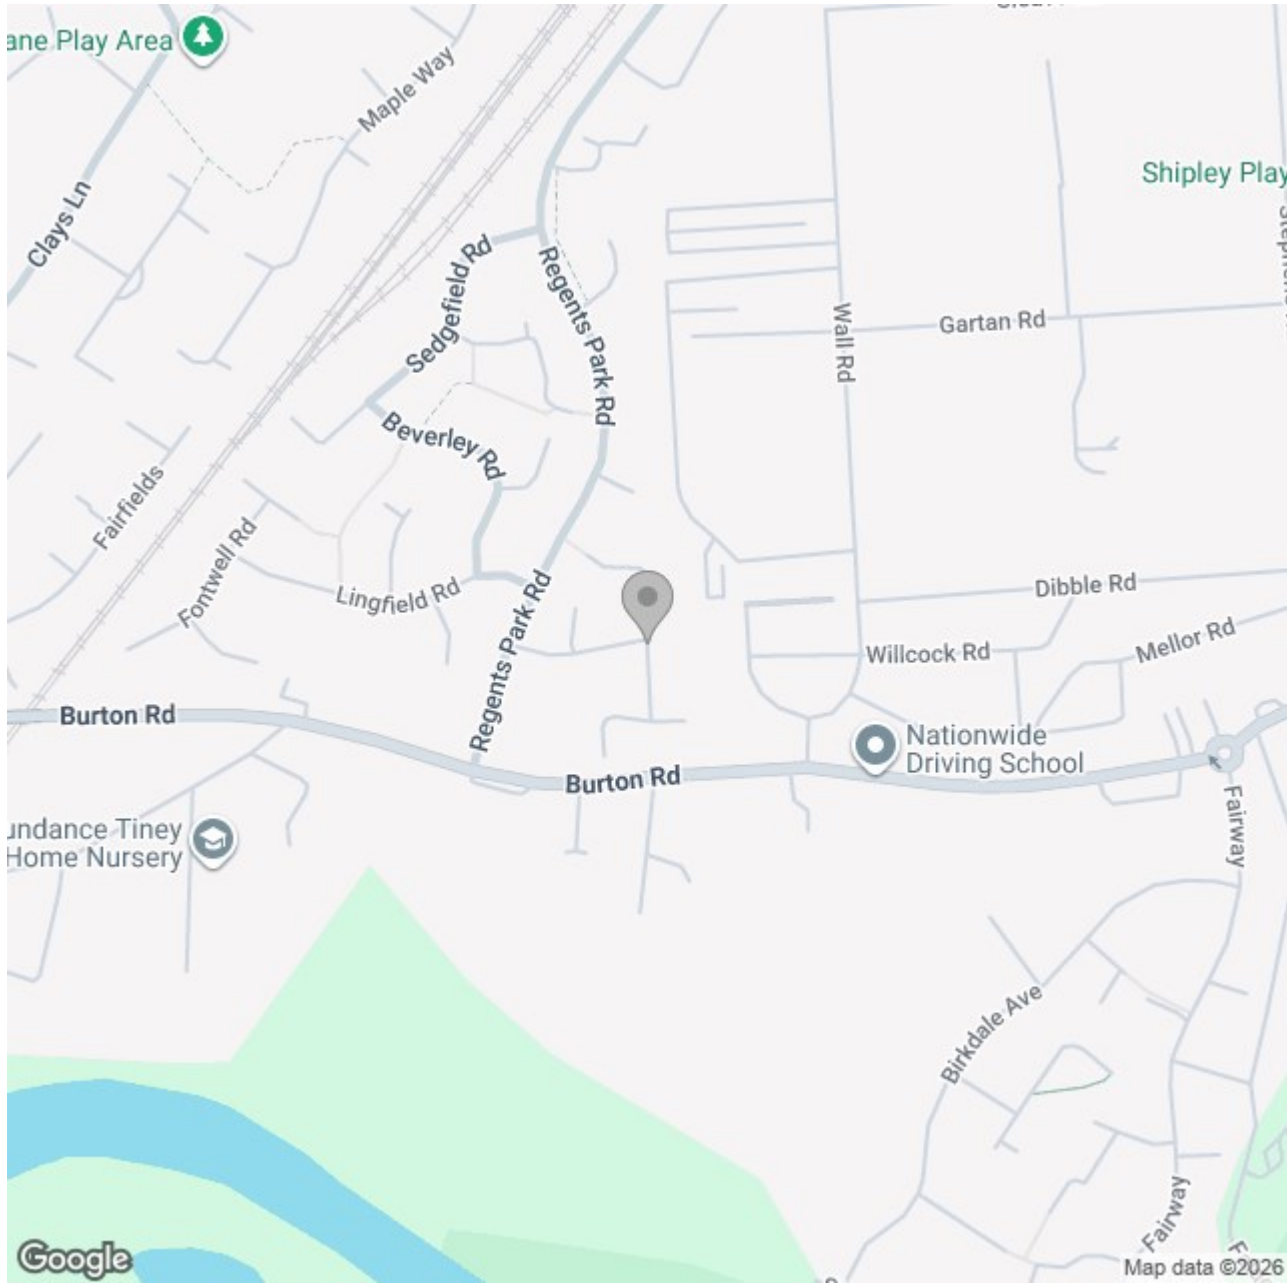 ane Play Area
Maple Way
Clays Ln
Shipley Play
Sedgefield Rd
Regents Park Rd
Wall Rd
Gartan Rd
Beverley Rd
Fairfields
Fontwell Rd
Lingfield Rd
Regents Park Rd
Dibble Rd
Willcock Rd
Mellor Rd
Burton Rd
Nationwide
Driving School
Burton Rd
undance Tiney
Home Nursery
Fairway
Birkdale Ave
Fairway
Google
Map data ©2026